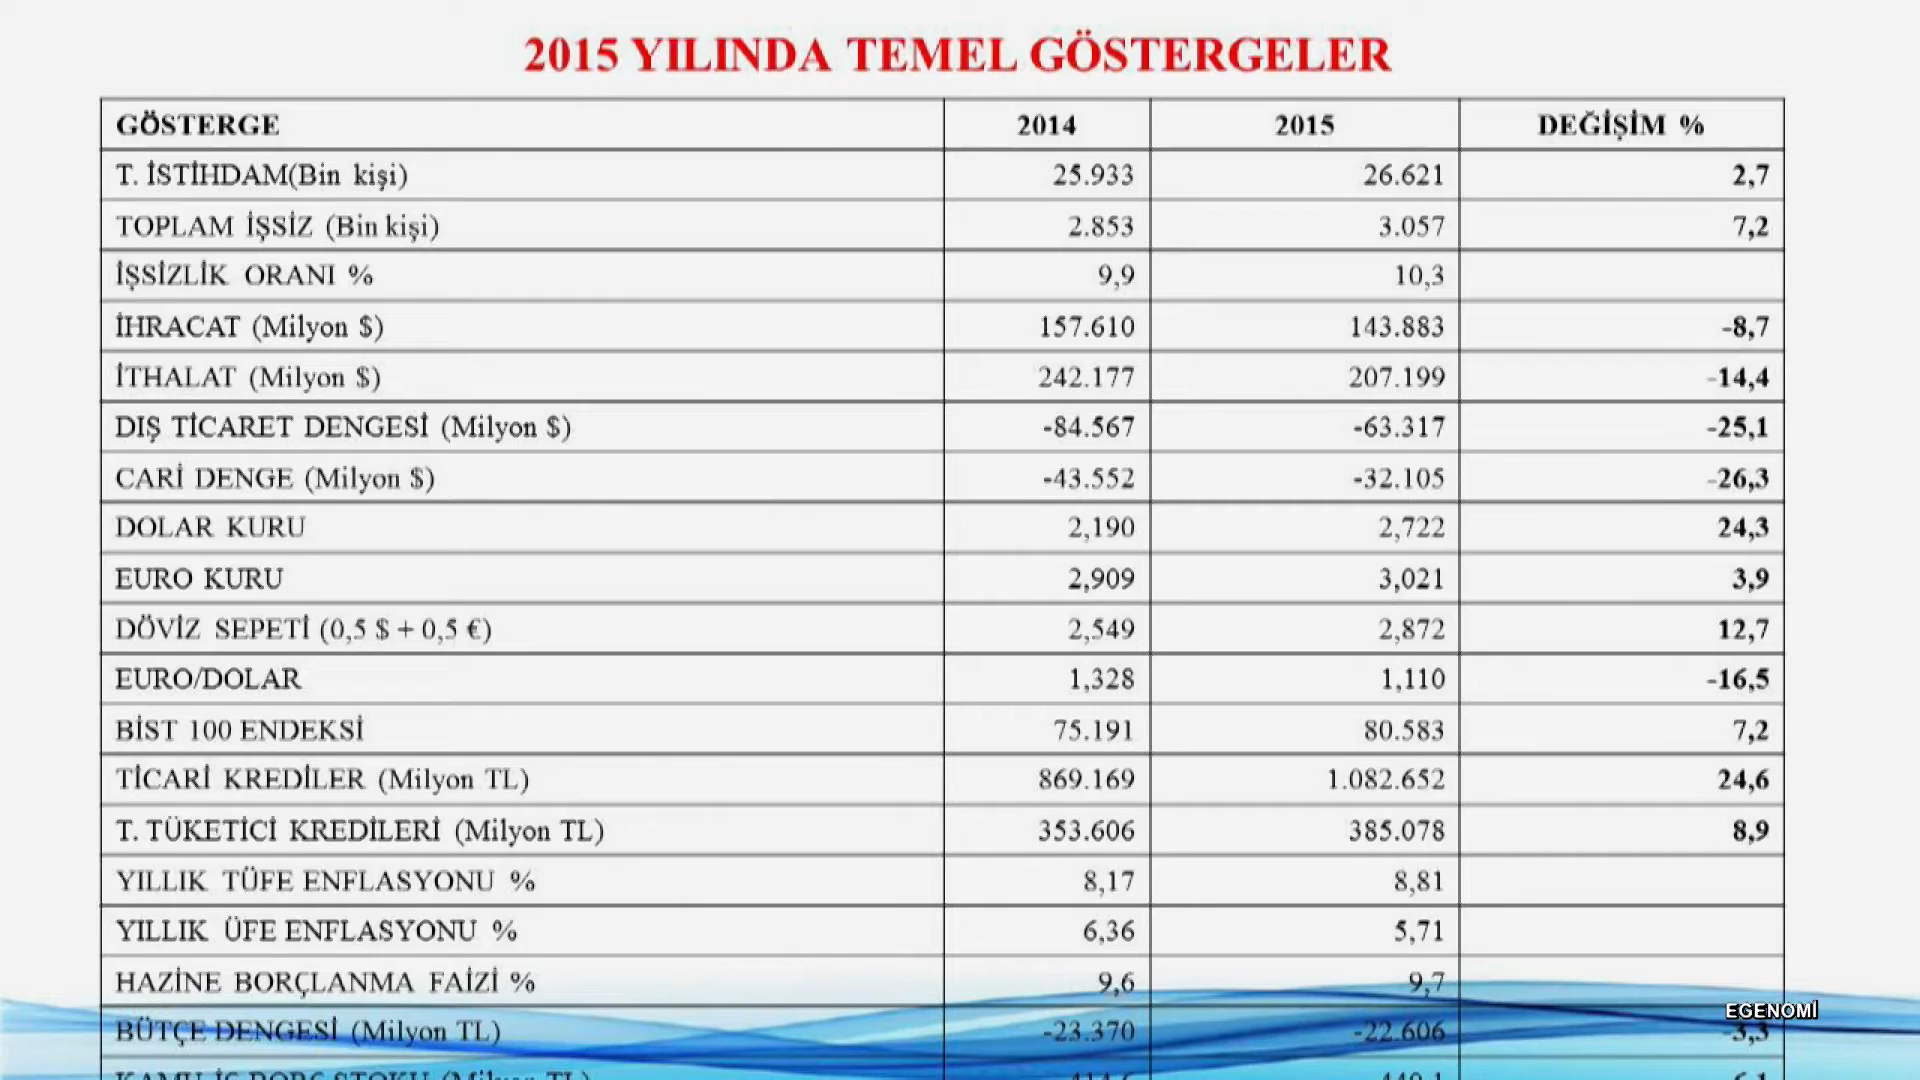 2015 YILINDA TEMEL GÖSTERGELER
GÖSTERGE 2014 2015 DEĞİŞİM %
T. İSTİHDAM(Bin kişi) 25.933 26.621 2,7
TOPLAM İŞSİZ (Bin kişi) 2.853 3.057 7,2
İŞSİZLİK ORANI % 9,9 10,3
İHRACAT (Milyon $) 157.610 143.883 -8,7
İTHALAT (Milyon $) 242.177 207.199 -14,4
DIŞ TİCARET DENGESİ (Milyon $) -84.567 -63.317 -25,1
CARİ DENGE (Milyon $) -43.552 -32.105 -26,3
DOLAR KURU 2,190 2,722 24,3
EURO KURU 2,909 3,021 3,9
DÖVİZ SEPETİ (0,5 $ + 0,5 €) 2,549 2,872 12,7
EURO/DOLAR 1,328 1,110 -16,5
BİST 100 ENDEKSİ 75.191 80.583 7,2
TİCARİ KREDİLER (Milyon TL) 869.169 1.082.652 24,6
T. TÜKETİCİ KREDİLERİ (Milyon TL) 353.606 385.078 8,9
YILLIK TÜFE ENFLASYONU % 8,17 8,81
YILLIK ÜFE ENFLASYONU % 6,36 5,71
HAZİNE BORÇLANMA FAİZİ % 9,6 9,7
EGENOMİ
BÜTÇE DENGESİ (Milyon TL) -23.370 -22.606 -3,3
KAMU İÇ BORÇ STOKU (Milyon TL)